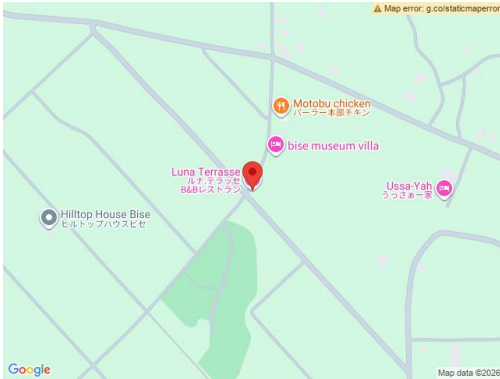 Map error: g.co/staticmaperror
Motobu chicken
パーラー本部チキン
bise museum villa
Luna Terrasse
ルナ.テラッセ
B&Bレストラン
Ussa-Yah
うっさぁー家
Hilltop House Bise
ヒルトップハウスビセ
Google
Map data ©2026